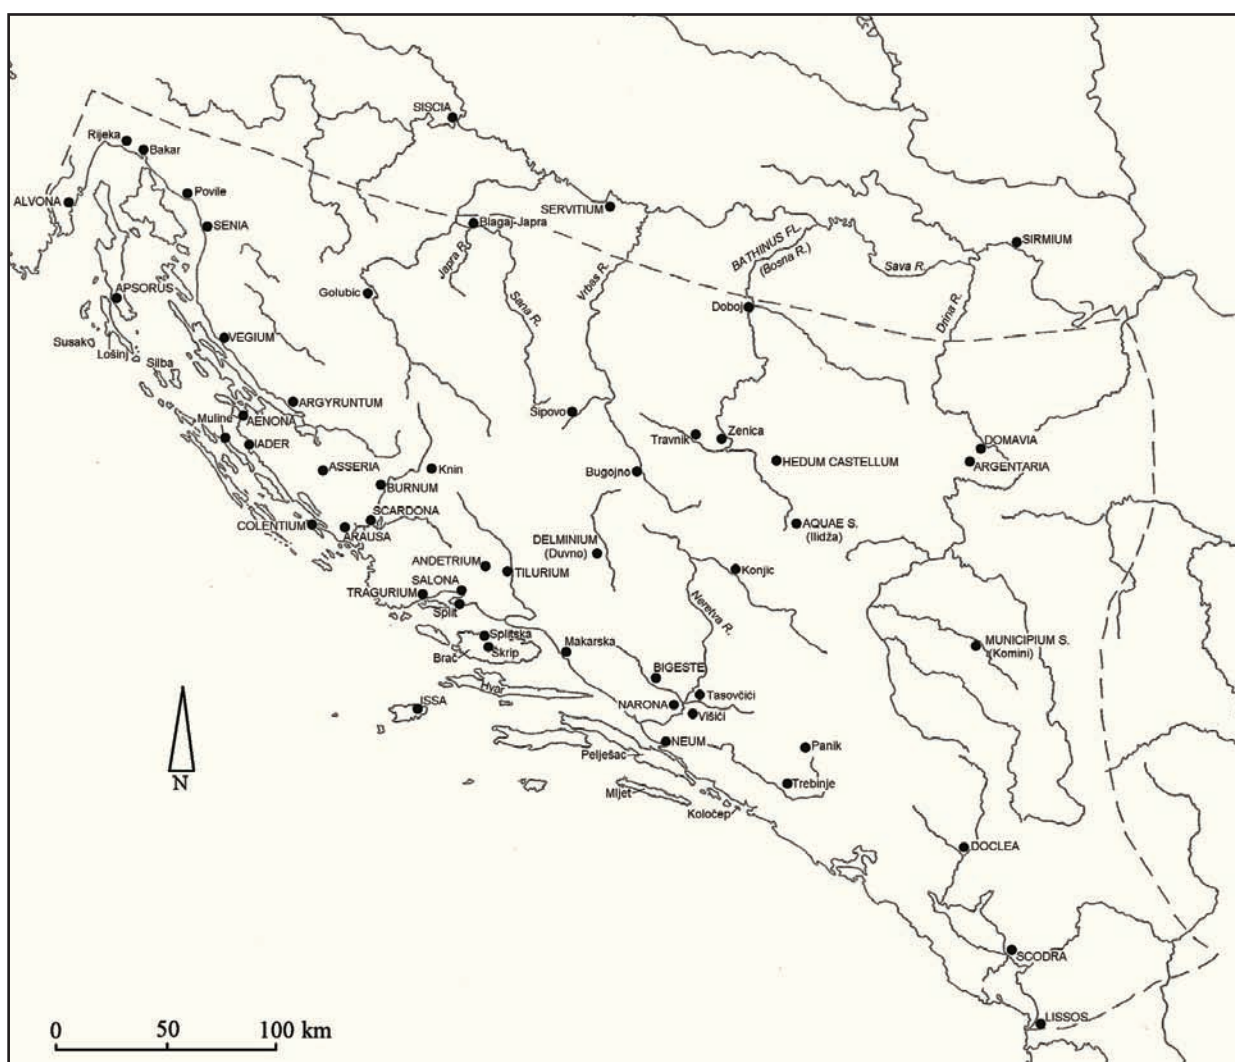 SISCIA
Rijeka
Bakar
Povile
ALVONA
SENIA
SERVITIUM
Blagaj-Japra
BATHINUS FL.
(Bosna R.)
SIRMIUM
Sava R.
Japra R.
Vrbas R.
Sana R.
Drina R.
Golubic
APSORUS
Doboj
Susak
Lošinj
VEGIUM
Silba
ARGYRUNTUM
Muline
AENONA
Šipovo
IADER
Travnik
Zenica
DOMAVIA
HEDUM CASTELLUM
ARGENTARIA
ASSERIA
Knin
Bugojno
BURNUM
SCARDONA
COLENTIUM
ARAUSA
AQUAE S.
(Ilidža)
DELMINIUM
(Duvno)
ANDETRIUM
TILURIUM
Konjic
SALONA
TRAGURIUM
Split
Neretva R.
Splitska
Škrip
Brač
Makarska
MUNICIPIUM S.
(Komini)
BIGESTE
Hvar
Tasovčići
ISSA
NARONA
Višići
NEUM
Panik
Pelješac
Trebinje
Mljet
Koločep
N
DOCLEA
SCODRA
LISSOS
0 50 100 km